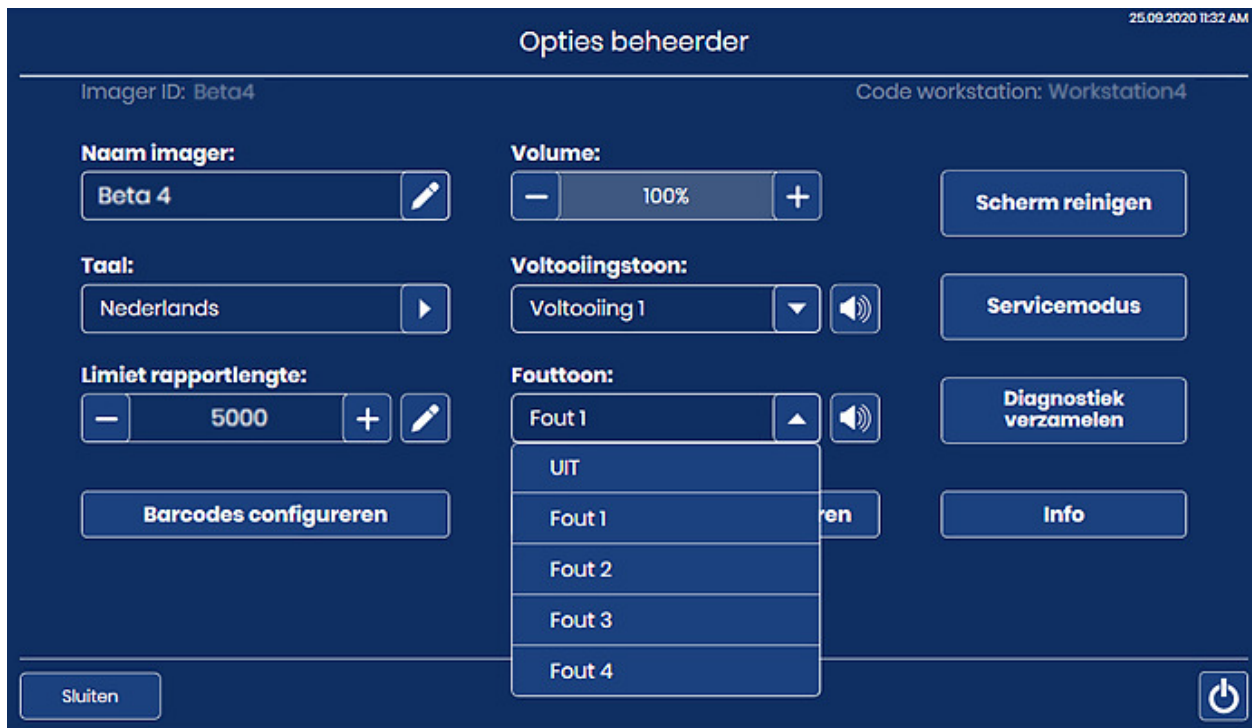 25.09.2020 11:32 AM
Opties beheerder
Imager ID: Beta4
Code workstation: Workstation4
Naam imager:
Beta 4
Volume:
100%
Scherm reinigen
Taal:
Nederlands
Voltooiingstoon:
Voltooiing 1
Servicemodus
Limiet rapportlengte:
5000
Fouttoon:
Fout 1
Diagnostiek
verzamelen
UIT
Fout 1
Fout 2
Fout 3
Fout 4
Barcodes configureren
Info
Sluiten